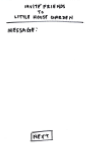 INVITE FRIENDS
TO
LITTLE HOUSE GARDEN
MESSAGE:
NEXT